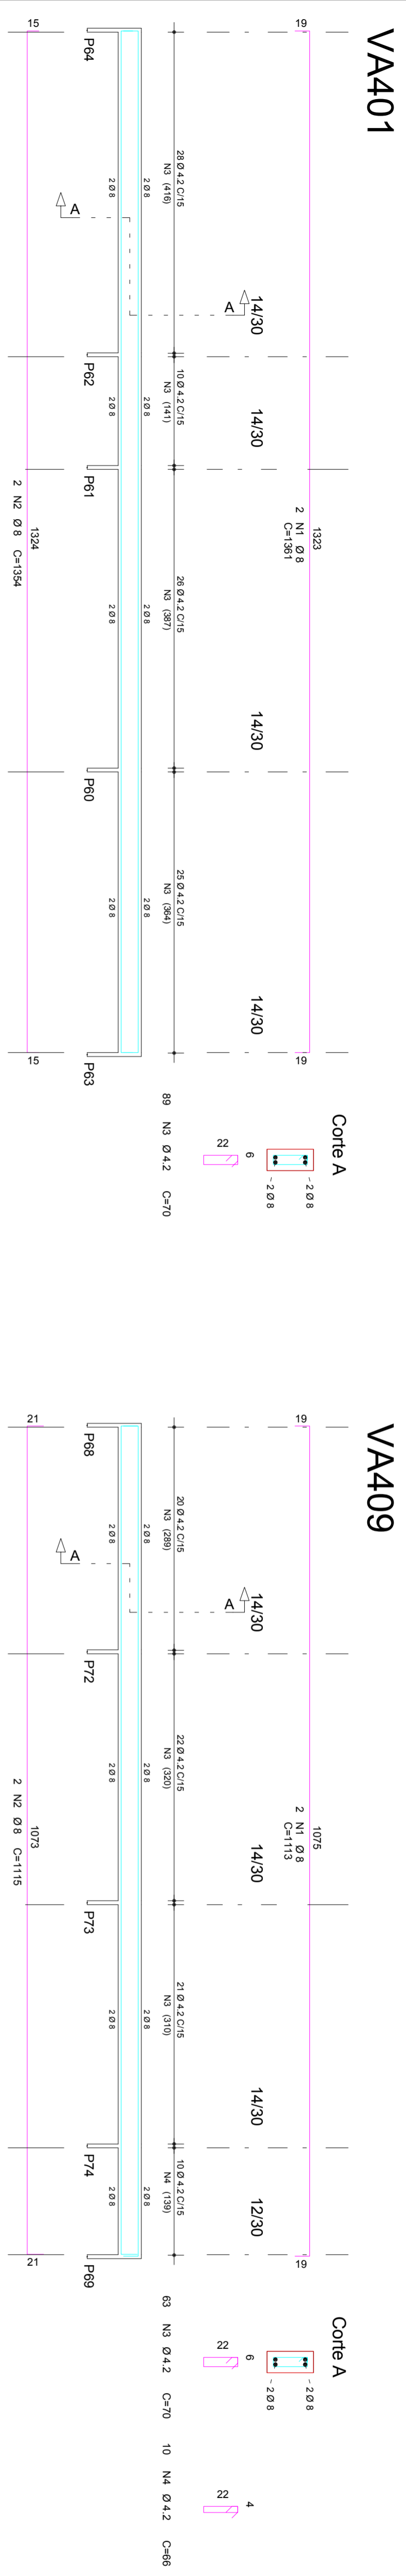 VA401
19
1323
19
2 N1 Ø 8
C=1361
14/30
14/30
14/30
14/30
A
28 Ø 4.2 C/15
N3 (416)
10 Ø 4.2 C/15
N3 (141)
26 Ø 4.2 C/15
N3 (387)
25 Ø 4.2 C/15
N3 (364)
2 Ø 8
2 Ø 8
2 Ø 8
2 Ø 8
2 Ø 8
2 Ø 8
2 Ø 8
2 Ø 8
P64
A
P62
P61
P60
P63
15
1324
15
2 N2 Ø 8 C=1354
Corte A
2 Ø 8
2 Ø 8
6
22
89 N3 Ø 4.2 C=70
VA409
19
1075
19
2 N1 Ø 8
C=1113
14/30
14/30
14/30
12/30
A
20 Ø 4.2 C/15
N3 (289)
22 Ø 4.2 C/15
N3 (320)
21 Ø 4.2 C/15
N3 (310)
10 Ø 4.2 C/15
N4 (139)
2 Ø 8
2 Ø 8
2 Ø 8
2 Ø 8
2 Ø 8
2 Ø 8
2 Ø 8
2 Ø 8
P68
A
P72
P73
P74
P69
21
1073
21
2 N2 Ø 8 C=1115
Corte A
2 Ø 8
2 Ø 8
6
22
4
22
63 N3 Ø 4.2 C=70
10 N4 Ø 4.2 C=66